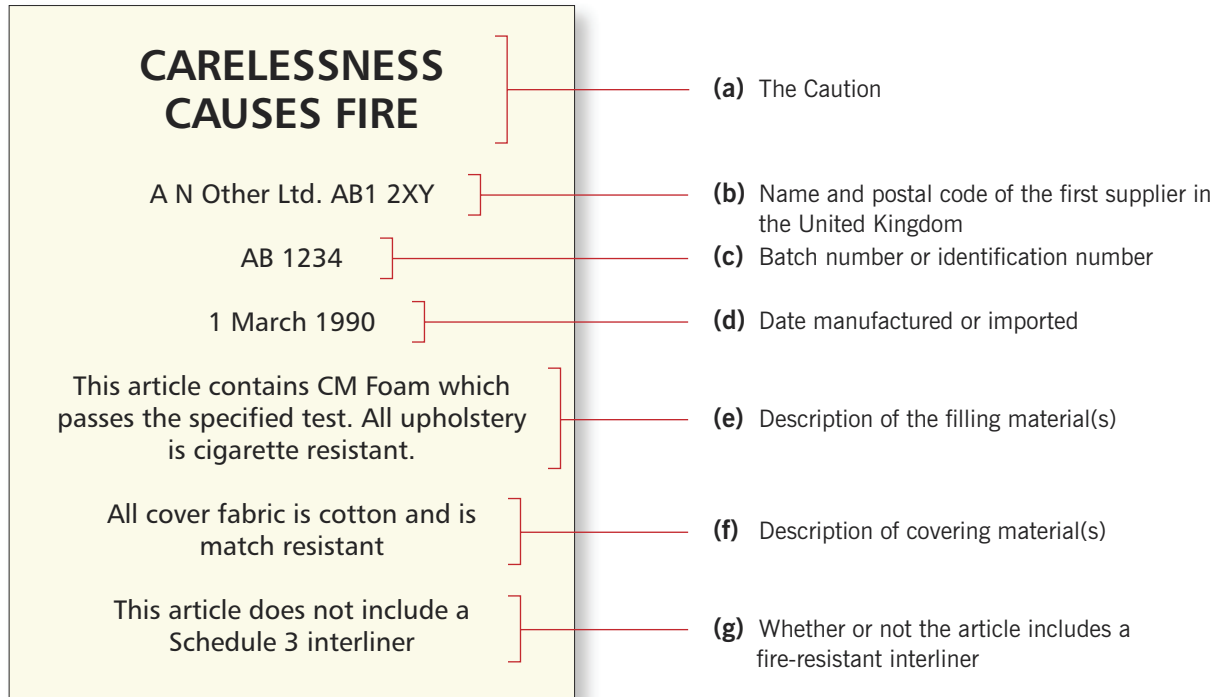 CARELESSNESS
CAUSES FIRE
(a) The Caution
A N Other Ltd. AB1 2XY
(b) Name and postal code of the first supplier in
the United Kingdom
AB 1234
(c) Batch number or identification number
1 March 1990
(d) Date manufactured or imported
This article contains CM Foam which
passes the specified test. All upholstery
is cigarette resistant.
(e) Description of the filling material(s)
All cover fabric is cotton and is
match resistant
(f) Description of covering material(s)
This article does not include a
Schedule 3 interliner
(g) Whether or not the article includes a
fire-resistant interliner